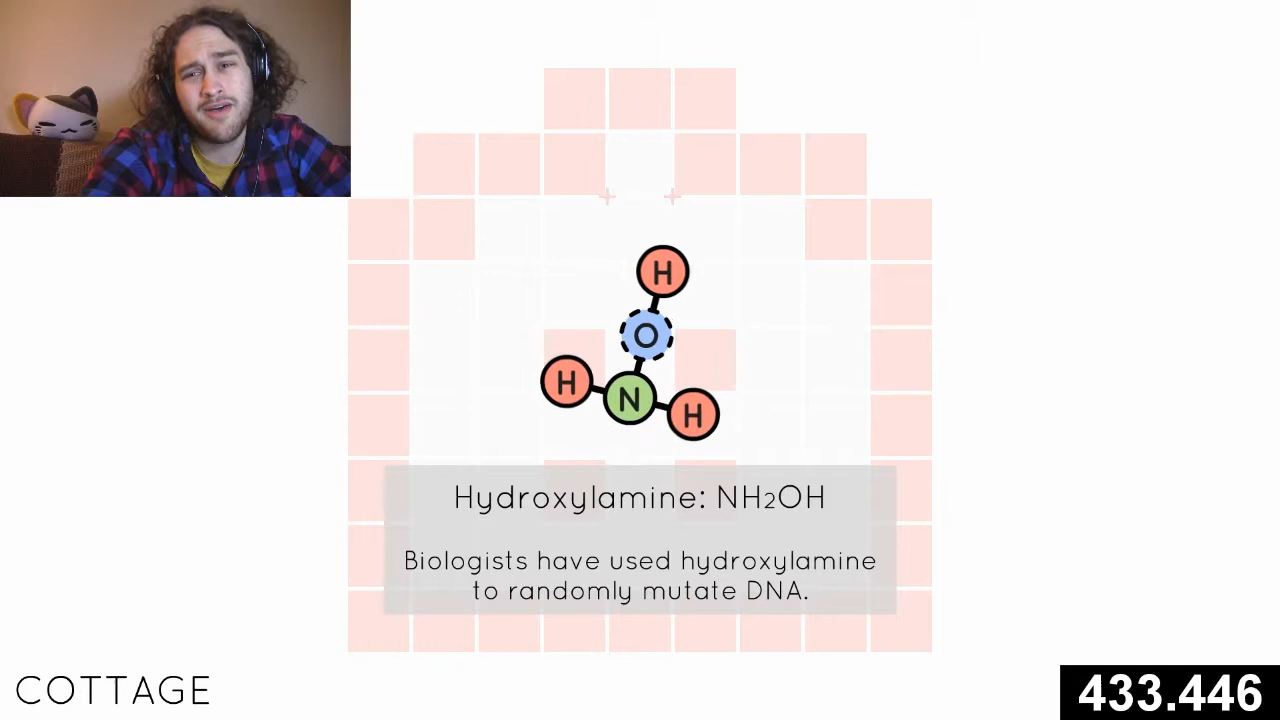 H
O
H
N
H
Hydroxylamine: NH2OH
Biologists have used hydroxylamine
to randomly mutate DNA.
COTTAGE
433.446